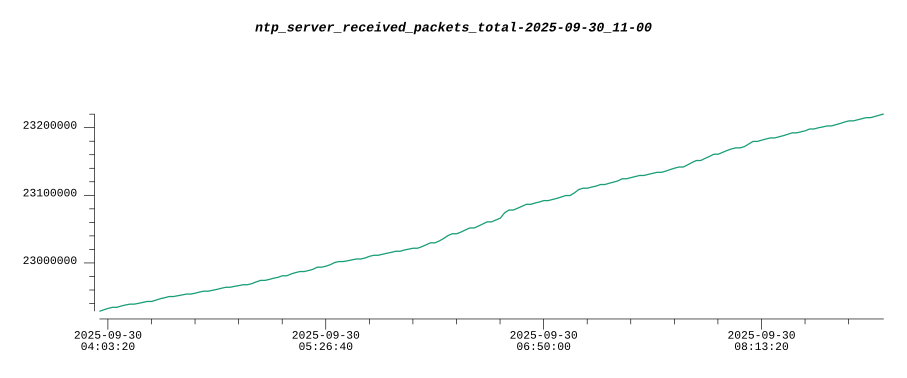 ntp_server_received_packets_total-2025-09-30_11-00
23200000
23100000
23000000
2025-09-30 2025-09-30 2025-09-30 2025-09-30
04:03:20 05:26:40 06:50:00 08:13:20